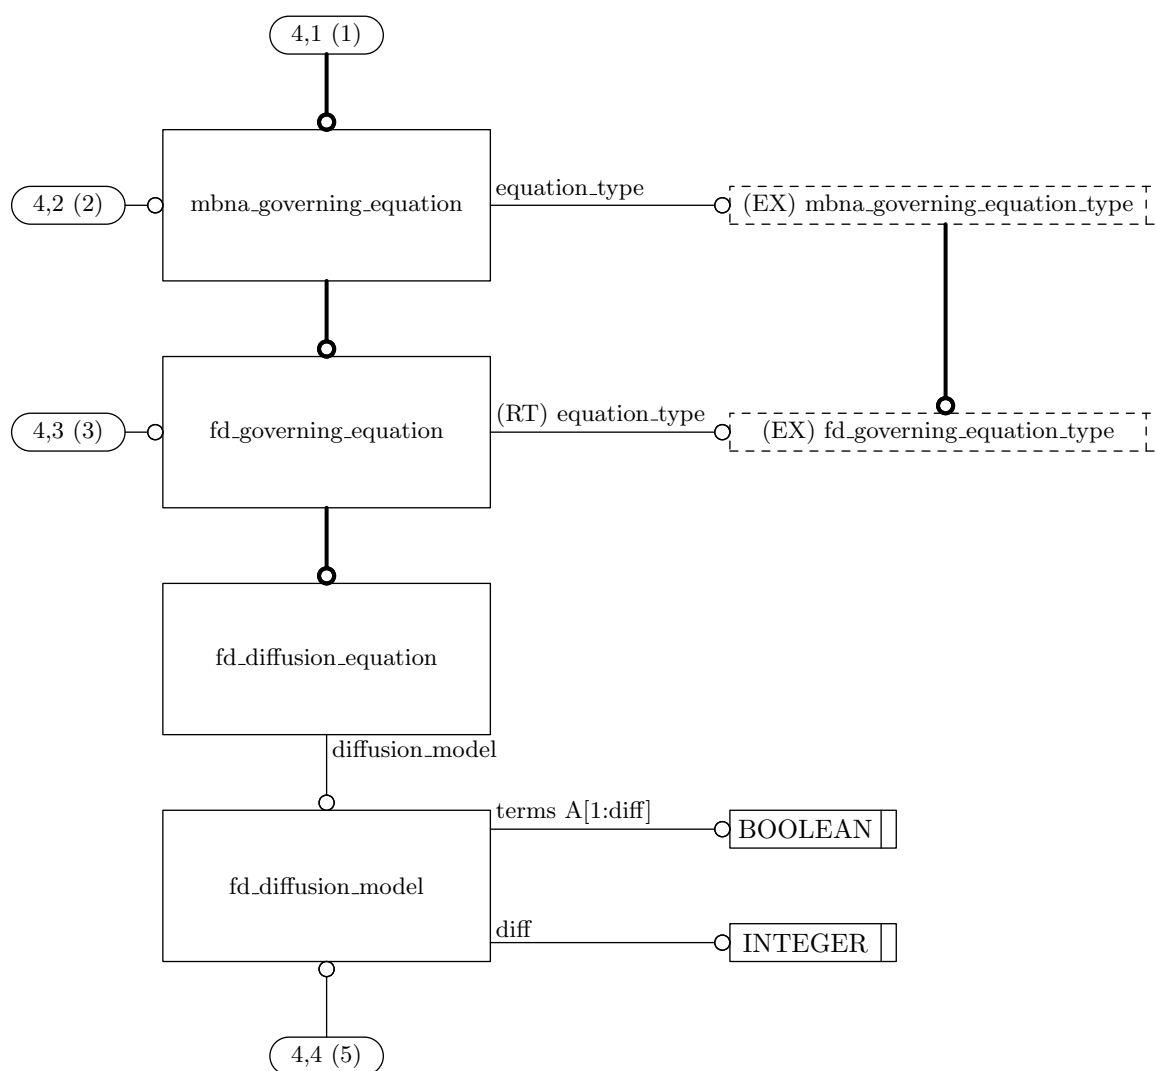 4,1 (1)
equation_type
4,2 (2)
mbna_governing_equation
(EX) mbna_governing_equation_type
(RT) equation_type
4,3 (3)
fd_governing_equation
(EX) fd_governing_equation_type
fd_diffusion_equation
diffusion_model
terms A[1:diff]
BOOLEAN
fd_diffusion_model
diff
INTEGER
4,4 (5)